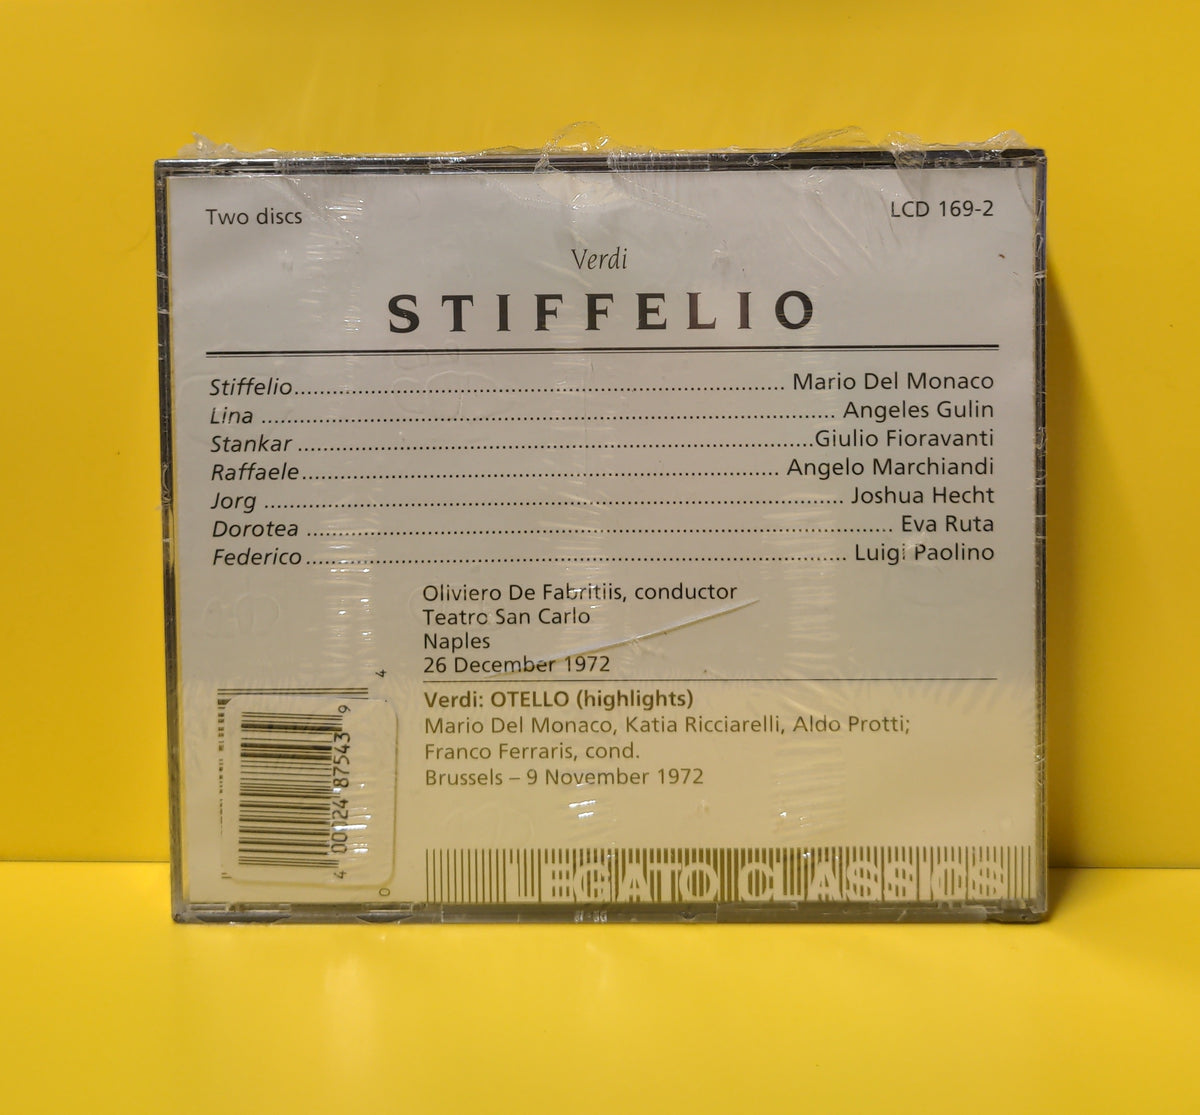 Two discs
LCD 169-2
Verdi
STIFFELIO
Stiffelio........ Mario Del Monaco
Lina ........ Angeles Gulin
Stankar ........Giulio Fioravanti
Raffaele........ Angelo Marchiandi
Jorg ........ Joshua Hecht
Dorotea ........ Eva Ruta
Federico ........ Luigi Paolino
Oliviero De Fabritiis, conductor
Teatro San Carlo
Naples
26 December 1972
Verdi: OTELLO (highlights)
Mario Del Monaco, Katia Ricciarelli, Aldo Protti;
Franco Ferraris, cond.
Brussels – 9 November 1972
4
0
LEGATO CLASSICS